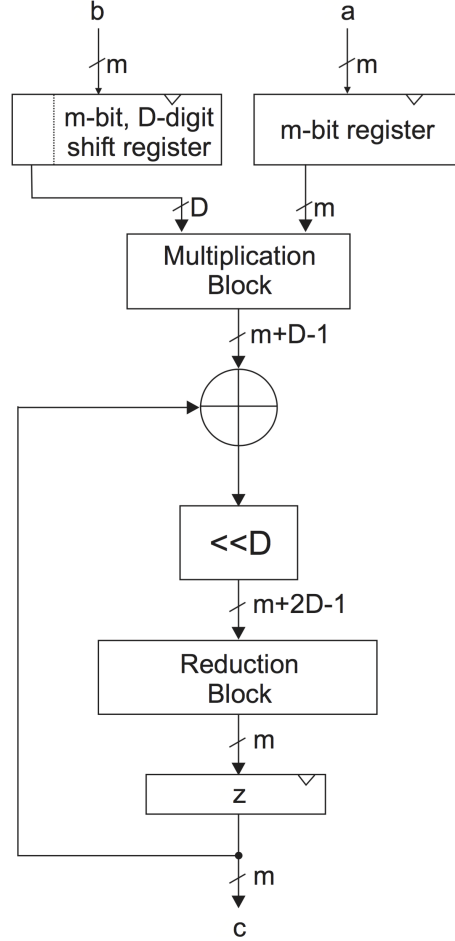 b
a
m
m
m-bit, D-digit
shift register
m-bit register
D
m
Multiplication
Block
m+D-1
<<D
m+2D-1
Reduction
Block
m
z
m
c